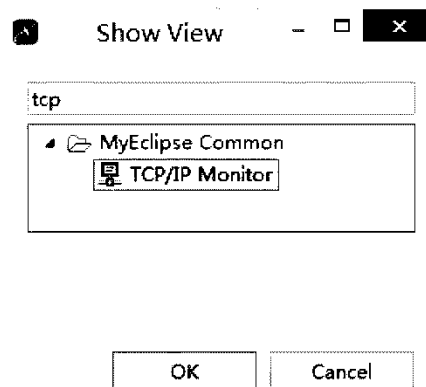 Show View
tcp
MyEclipse Common
TCP/IP Monitor
OK
Cancel